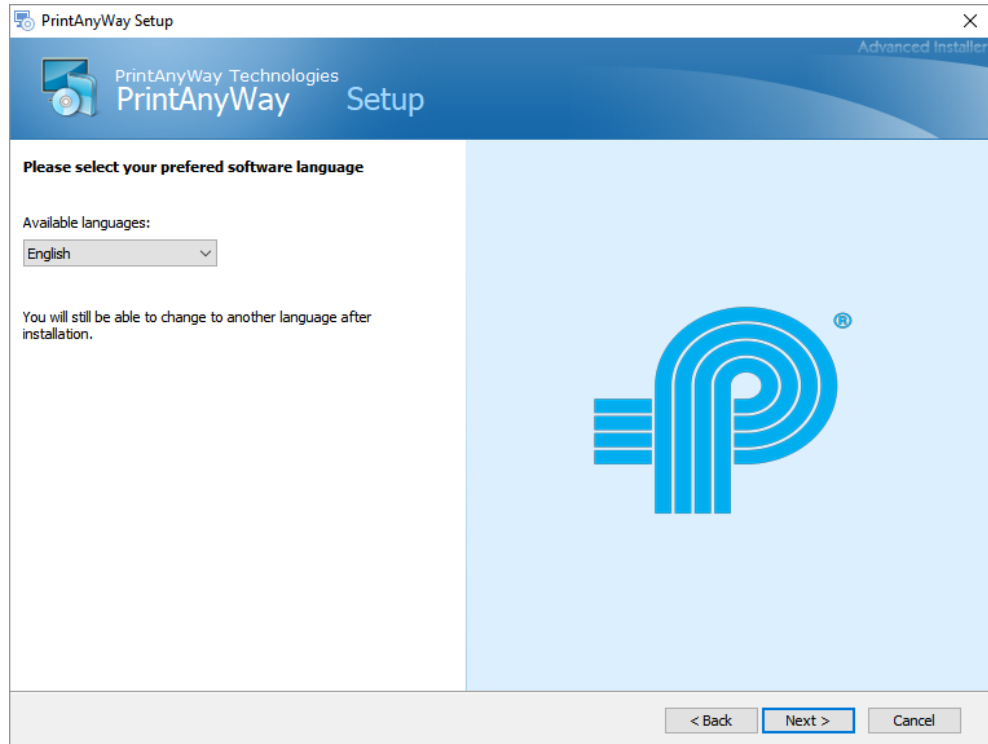 PrintAnyWay Setup
Advanced Installer
PrintAnyWay Technologies
PrintAnyWay Setup
Please select your prefered software language
Available languages:
English
You will still be able to change to another language after
installation.
®
< Back Next > Cancel